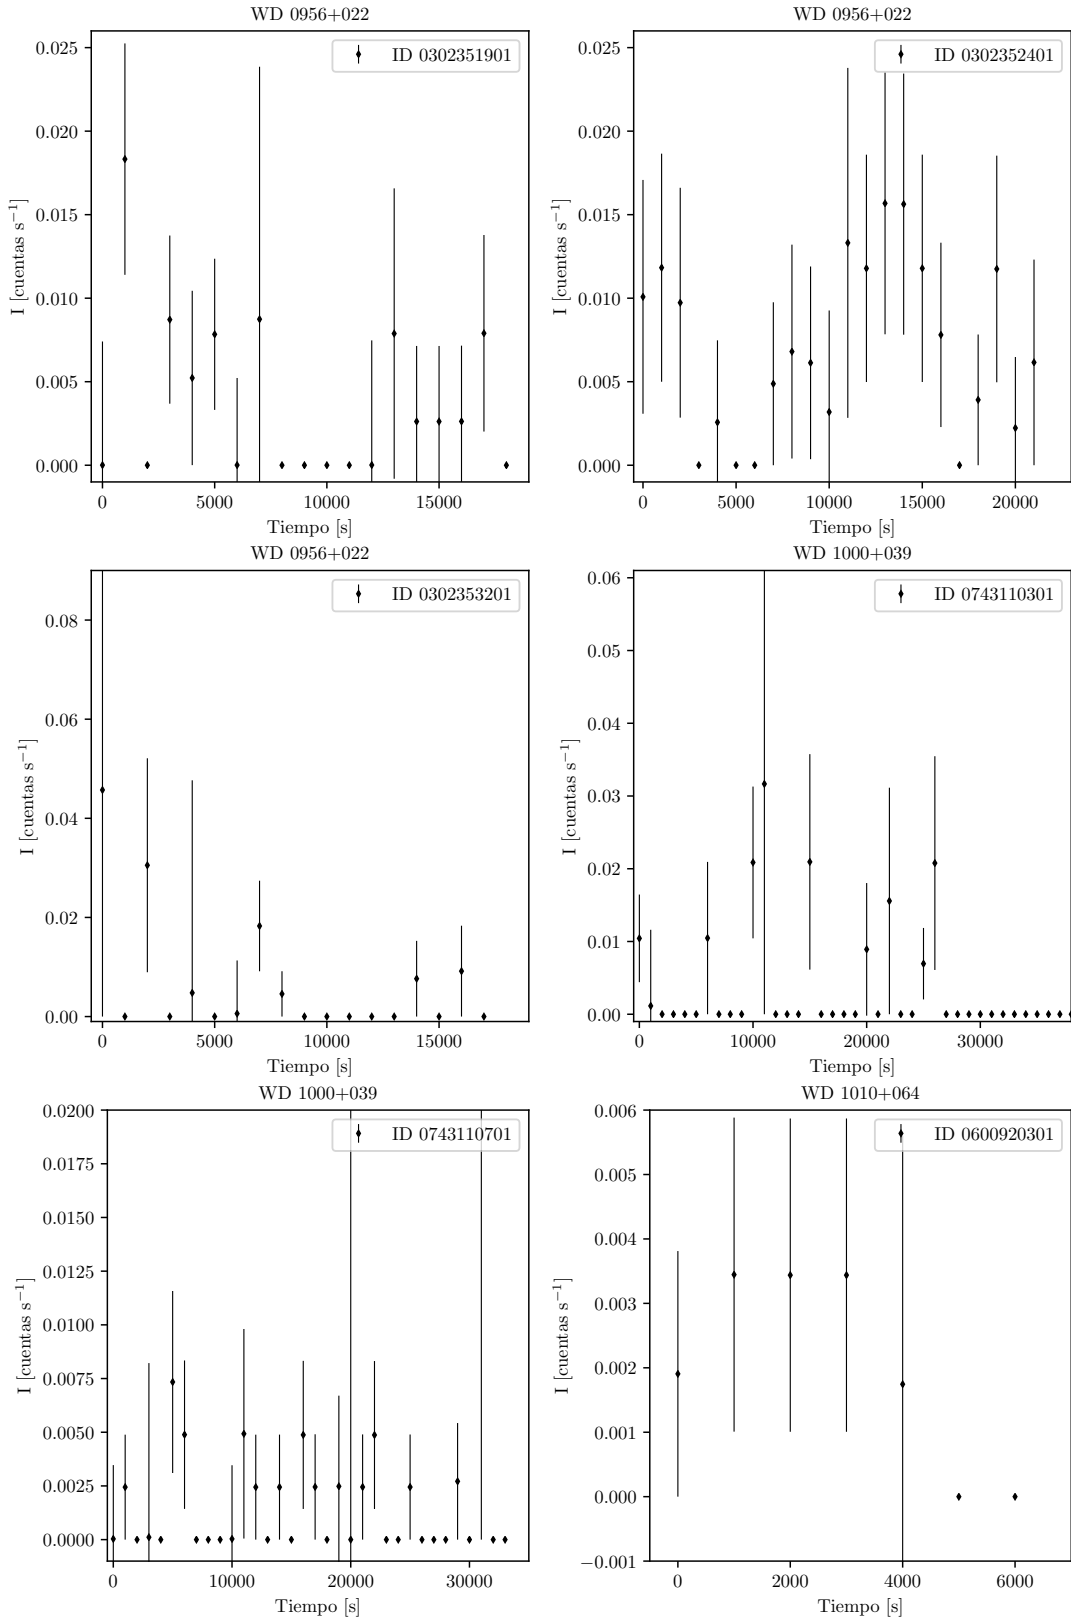 WD 0956+022
ID 0302351901
0.025
0.020
0.015
0.010
0.005
0.000
I [cuentas s⁻¹]
0 5000 10000 15000
Tiempo [s]
WD 0956+022
ID 0302352401
0.025
0.020
0.015
0.010
0.005
0.000
I [cuentas s⁻¹]
0 5000 10000 15000 20000
Tiempo [s]
WD 0956+022
ID 0302353201
0.08
0.06
0.04
0.02
0.00
I [cuentas s⁻¹]
0 5000 10000 15000
Tiempo [s]
WD 1000+039
ID 0743110301
0.06
0.05
0.04
0.03
0.02
0.01
0.00
I [cuentas s⁻¹]
0 10000 20000 30000
Tiempo [s]
WD 1000+039
ID 0743110701
0.0200
0.0175
0.0150
0.0125
0.0100
0.0075
0.0050
0.0025
0.0000
I [cuentas s⁻¹]
0 10000 20000 30000
Tiempo [s]
WD 1010+064
ID 0600920301
0.006
0.005
0.004
0.003
0.002
0.001
0.000
−0.001
I [cuentas s⁻¹]
0 2000 4000 6000
Tiempo [s]